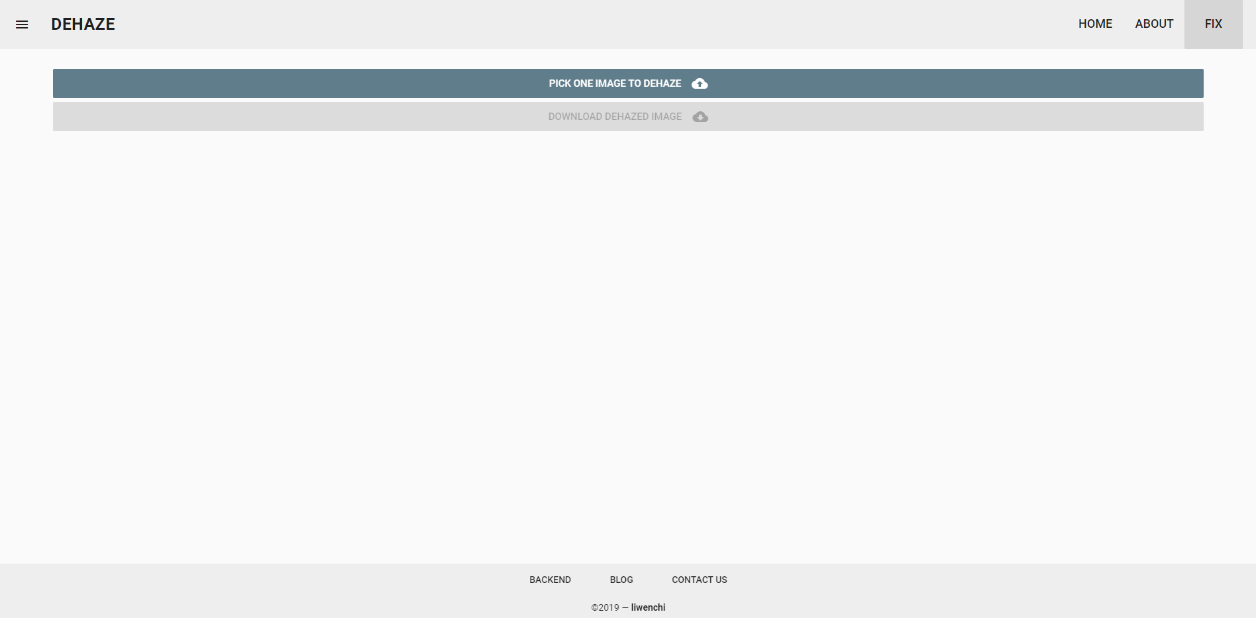 DEHAZE
HOME ABOUT FIX
PICK ONE IMAGE TO DEHAZE
DOWNLOAD DEHAZED IMAGE
BACKEND BLOG CONTACT US
©2019 — liwenchi